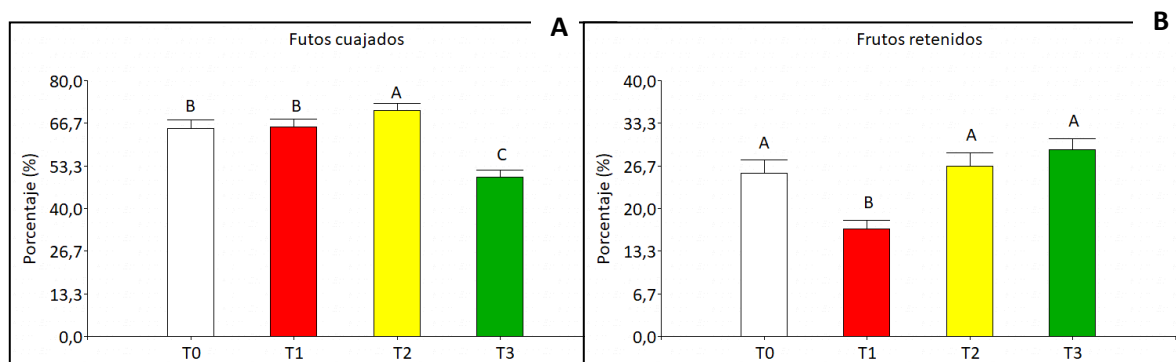 A
Futos cuajados
Porcentaje (%)
80,0
66,7
53,3
40,0
26,7
13,3
0,0
B
B
A
C
T0
T1
T2
T3
B
Frutos retenidos
Porcentaje (%)
40,0
33,3
26,7
20,0
13,3
6,7
0,0
A
B
A
A
T0
T1
T2
T3